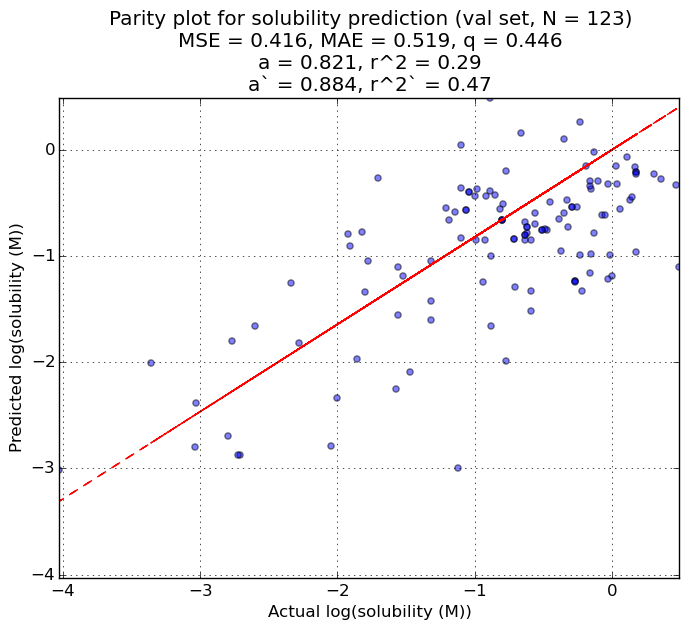 Parity plot for solubility prediction (val set, N = 123)
MSE = 0.416, MAE = 0.519, q = 0.446
a = 0.821, r^2 = 0.29
a` = 0.884, r^2` = 0.47
0
−1
−2
−3
−4
Predicted log(solubility (M))
−4 −3 −2 −1 0
Actual log(solubility (M))